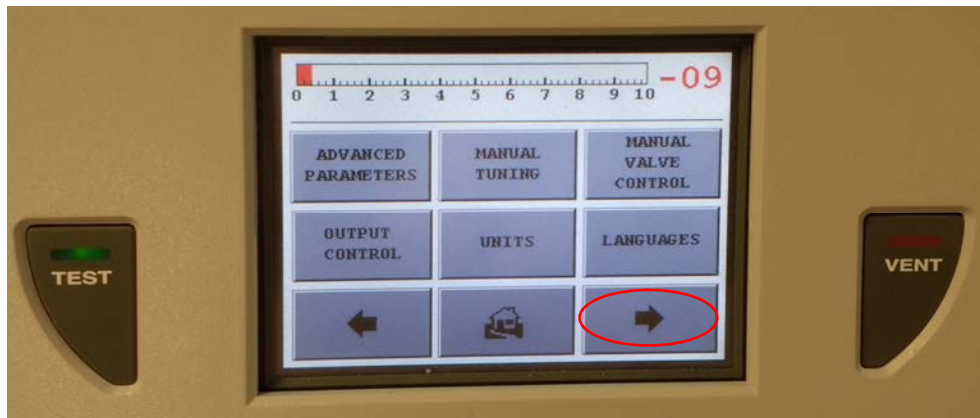 -09
0 1 2 3 4 5 6 7 8 9 10
ADVANCED
PARAMETERS
MANUAL
TUNING
MANUAL
VALVE
CONTROL
OUTPUT
CONTROL
UNITS
LANGUAGES
TEST
VENT